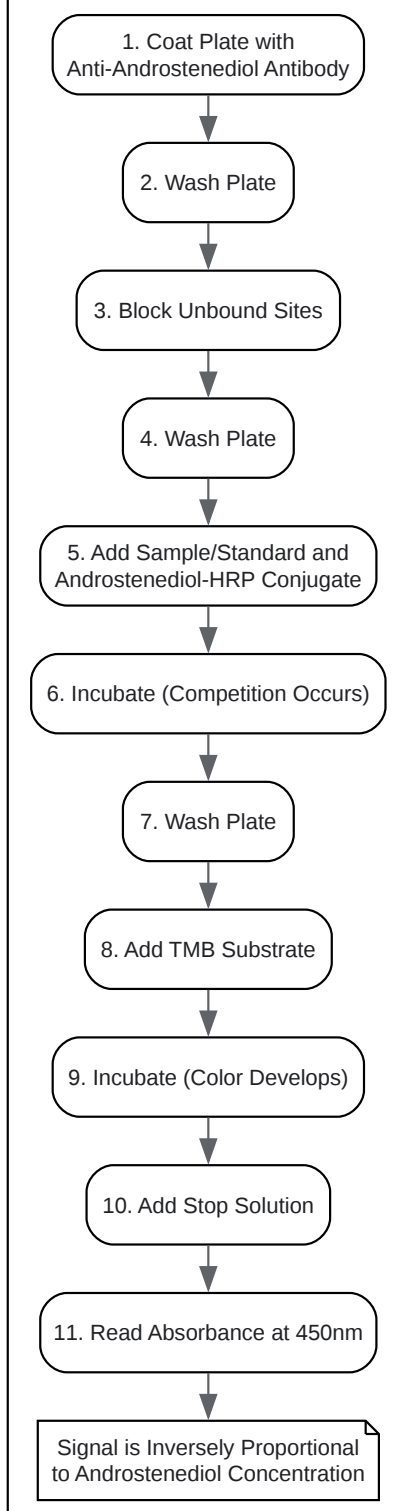 1. Coat Plate with
Anti-Androstenediol Antibody
2. Wash Plate
3. Block Unbound Sites
4. Wash Plate
5. Add Sample/Standard and
Androstenediol-HRP Conjugate
6. Incubate (Competition Occurs)
7. Wash Plate
8. Add TMB Substrate
9. Incubate (Color Develops)
10. Add Stop Solution
11. Read Absorbance at 450nm
Signal is Inversely Proportional
to Androstenediol Concentration